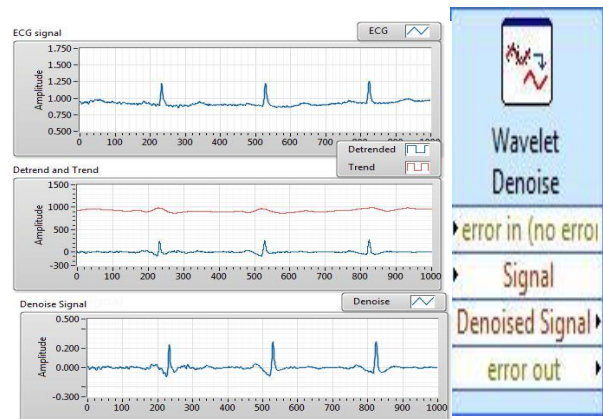 ECG signal
ECG
1.750
1.500
1.250
1.000
0.750
0.500
Amplitude
0 100 200 300 400 500 600 700 800 900 1000
Detrended
Trend
Detrend and Trend
1500
1000
500
0
-300
Amplitude
0 100 200 300 400 500 600 700 800 900 1000
Denoise Signal
Denoise
0.500
0.200
0.000
-0.300
Amplitude
0 100 200 300 400 500 600 700 800 900 1000
Wavelet
Denoise
error in (no erroı
Signal
Denoised Signal
error out